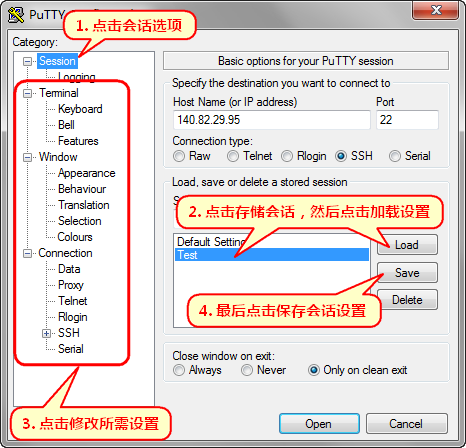 PuTTY
1. 点击会话选项
Category:
Session
Logging
Terminal
Keyboard
Bell
Features
Window
Appearance
Behaviour
Translation
Selection
Colours
Connection
Data
Proxy
Telnet
Rlogin
SSH
Serial
3. 点击修改所需设置
Basic options for your PuTTY session
Specify the destination you want to connect to
Host Name (or IP address)
Port
140.82.29.95
22
Connection type:
Raw
Telnet
Rlogin
SSH
Serial
Load, save or delete a stored session
2. 点击存储会话，然后点击加载设置
Default Setting
Test
Load
Save
Delete
4. 最后点击保存会话设置
Close window on exit:
Always
Never
Only on clean exit
Open
Cancel